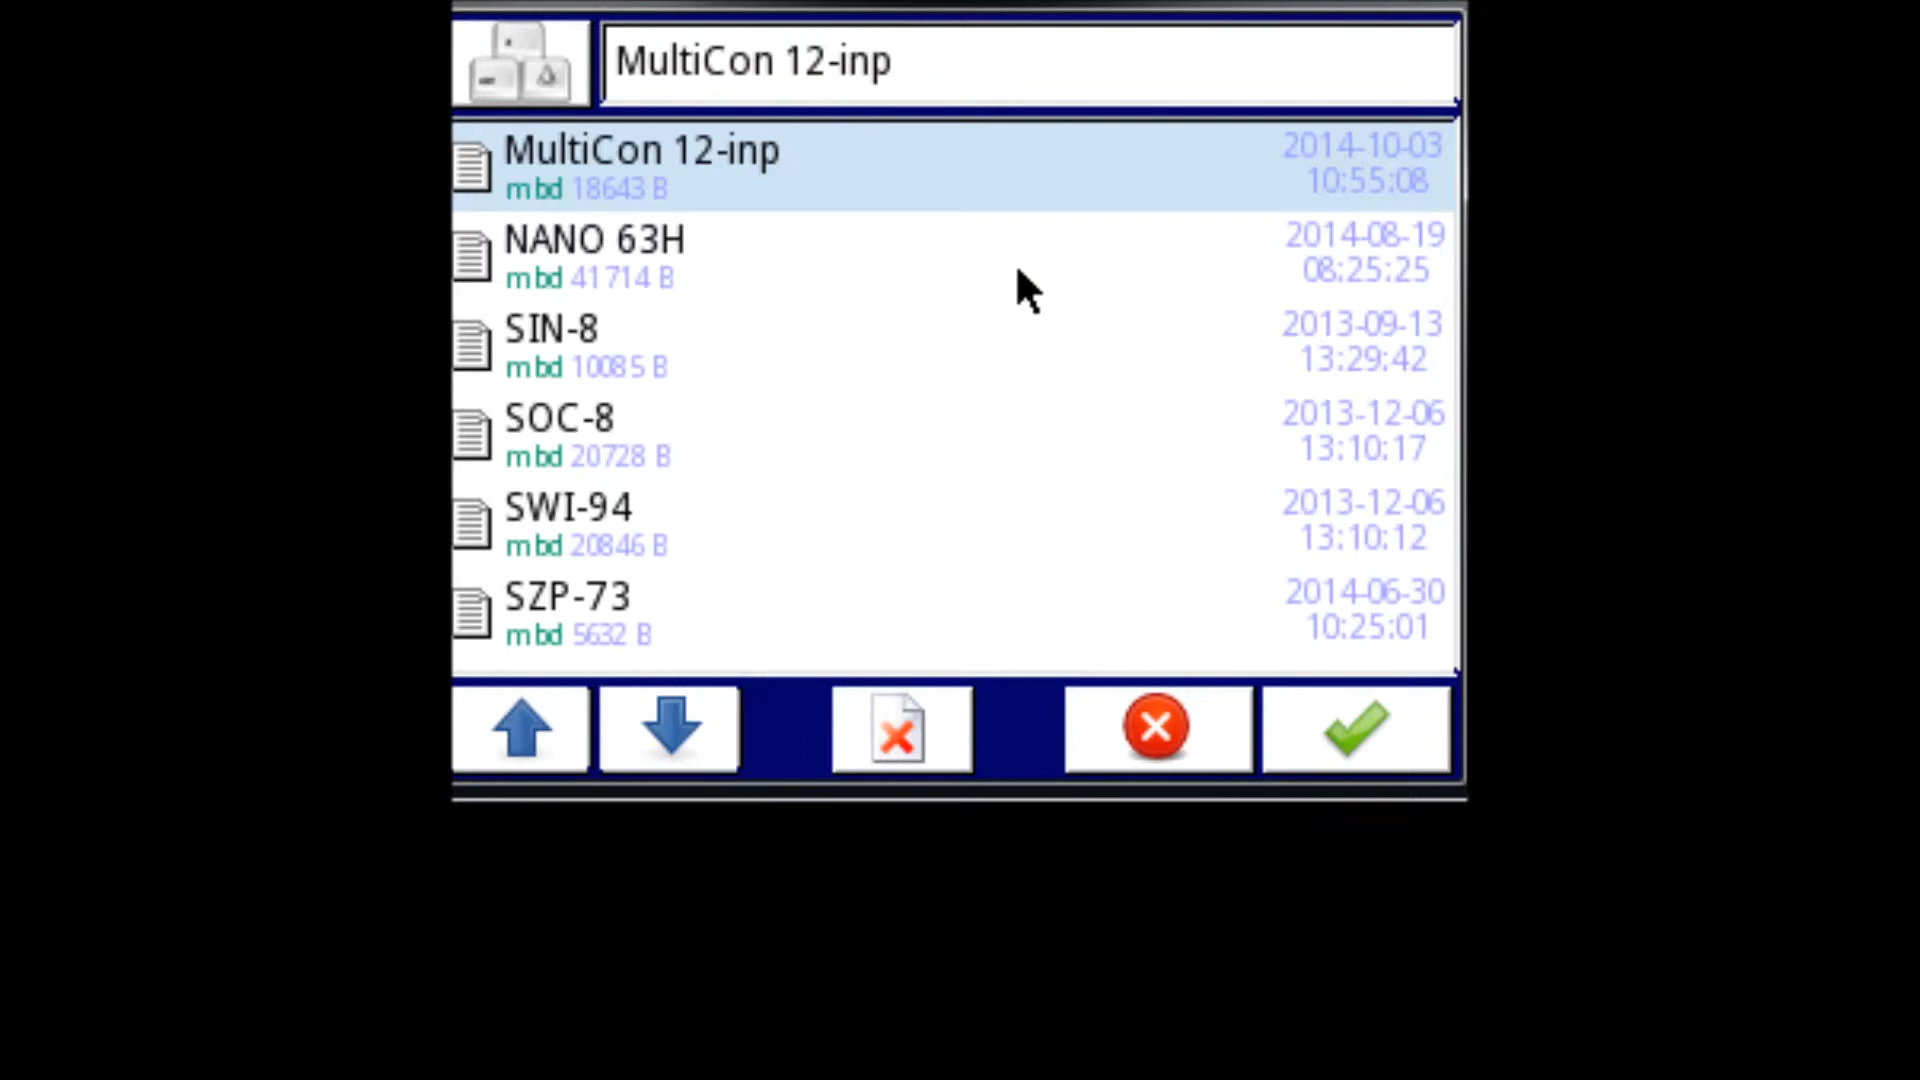 MultiCon 12-inp
MultiCon 12-inp
2014-10-03
mbd 18643 B
10:55:08
NANO 63H
2014-08-19
mbd 41714 B
08:25:25
SIN-8
2013-09-13
mbd 10085 B
13:29:42
SOC-8
2013-12-06
mbd 20728 B
13:10:17
SWI-94
2013-12-06
mbd 20846 B
13:10:12
SZP-73
2014-06-30
mbd 5632 B
10:25:01